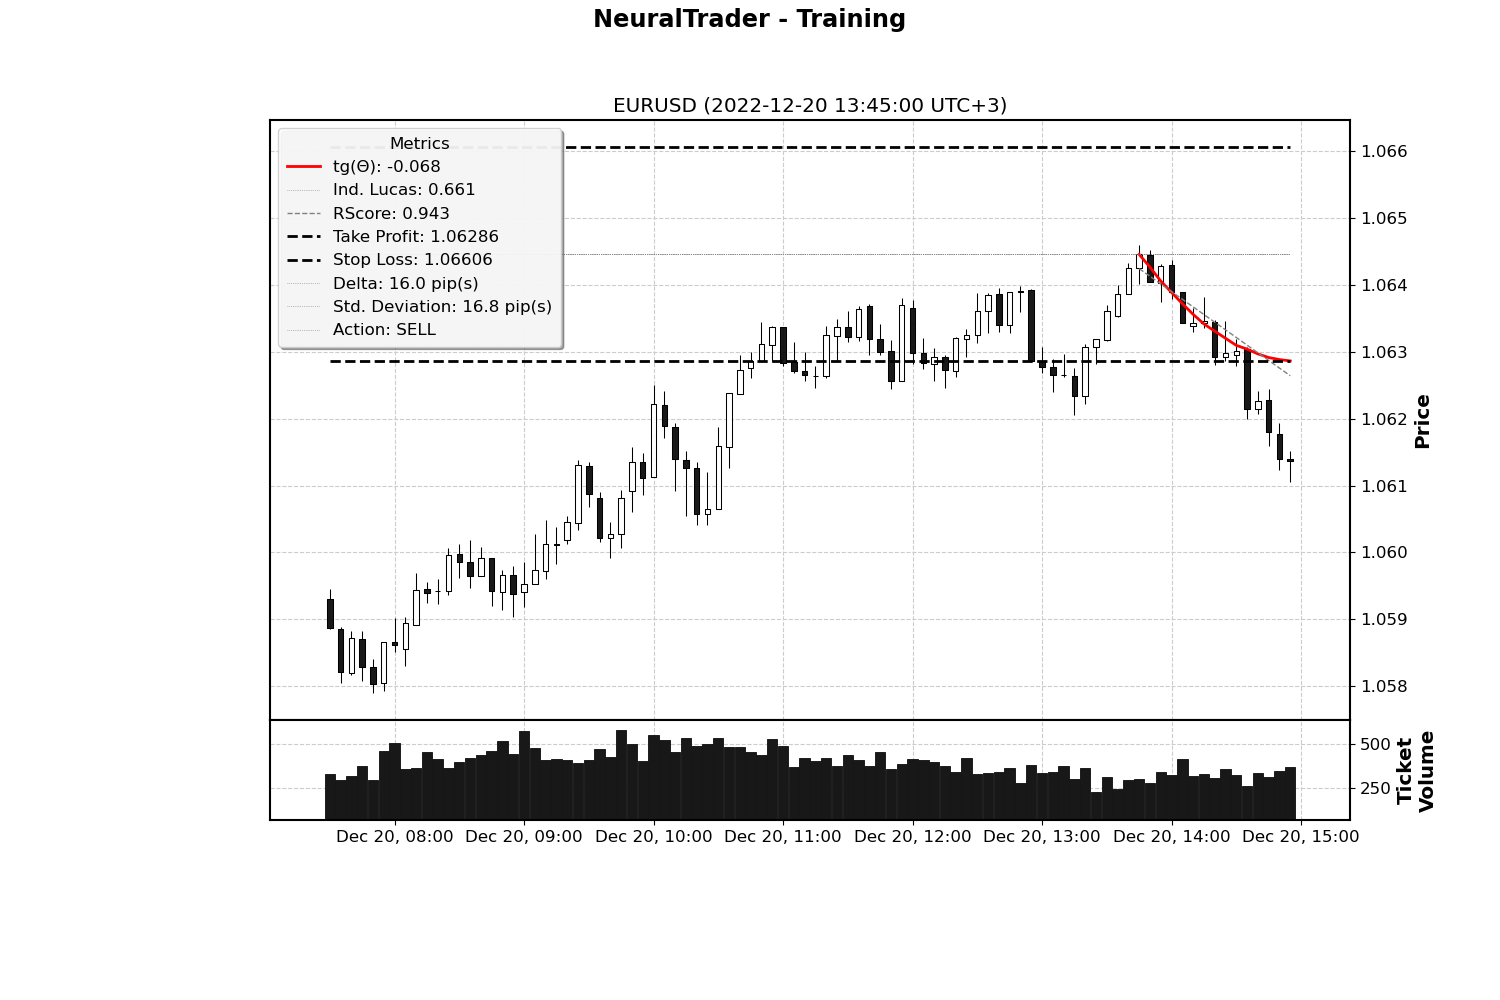 NeuralTrader - Training
EURUSD (2022-12-20 13:45:00 UTC+3)
Metrics
tg(Θ): -0.068
Ind. Lucas: 0.661
RScore: 0.943
Take Profit: 1.06286
Stop Loss: 1.06606
Delta: 16.0 pip(s)
Std. Deviation: 16.8 pip(s)
Action: SELL
1.066
1.065
1.064
1.063
1.062
1.061
1.060
1.059
1.058
Price
500
250
Ticket
Volume
Dec 20, 08:00 Dec 20, 09:00 Dec 20, 10:00 Dec 20, 11:00 Dec 20, 12:00 Dec 20, 13:00 Dec 20, 14:00 Dec 20, 15:00